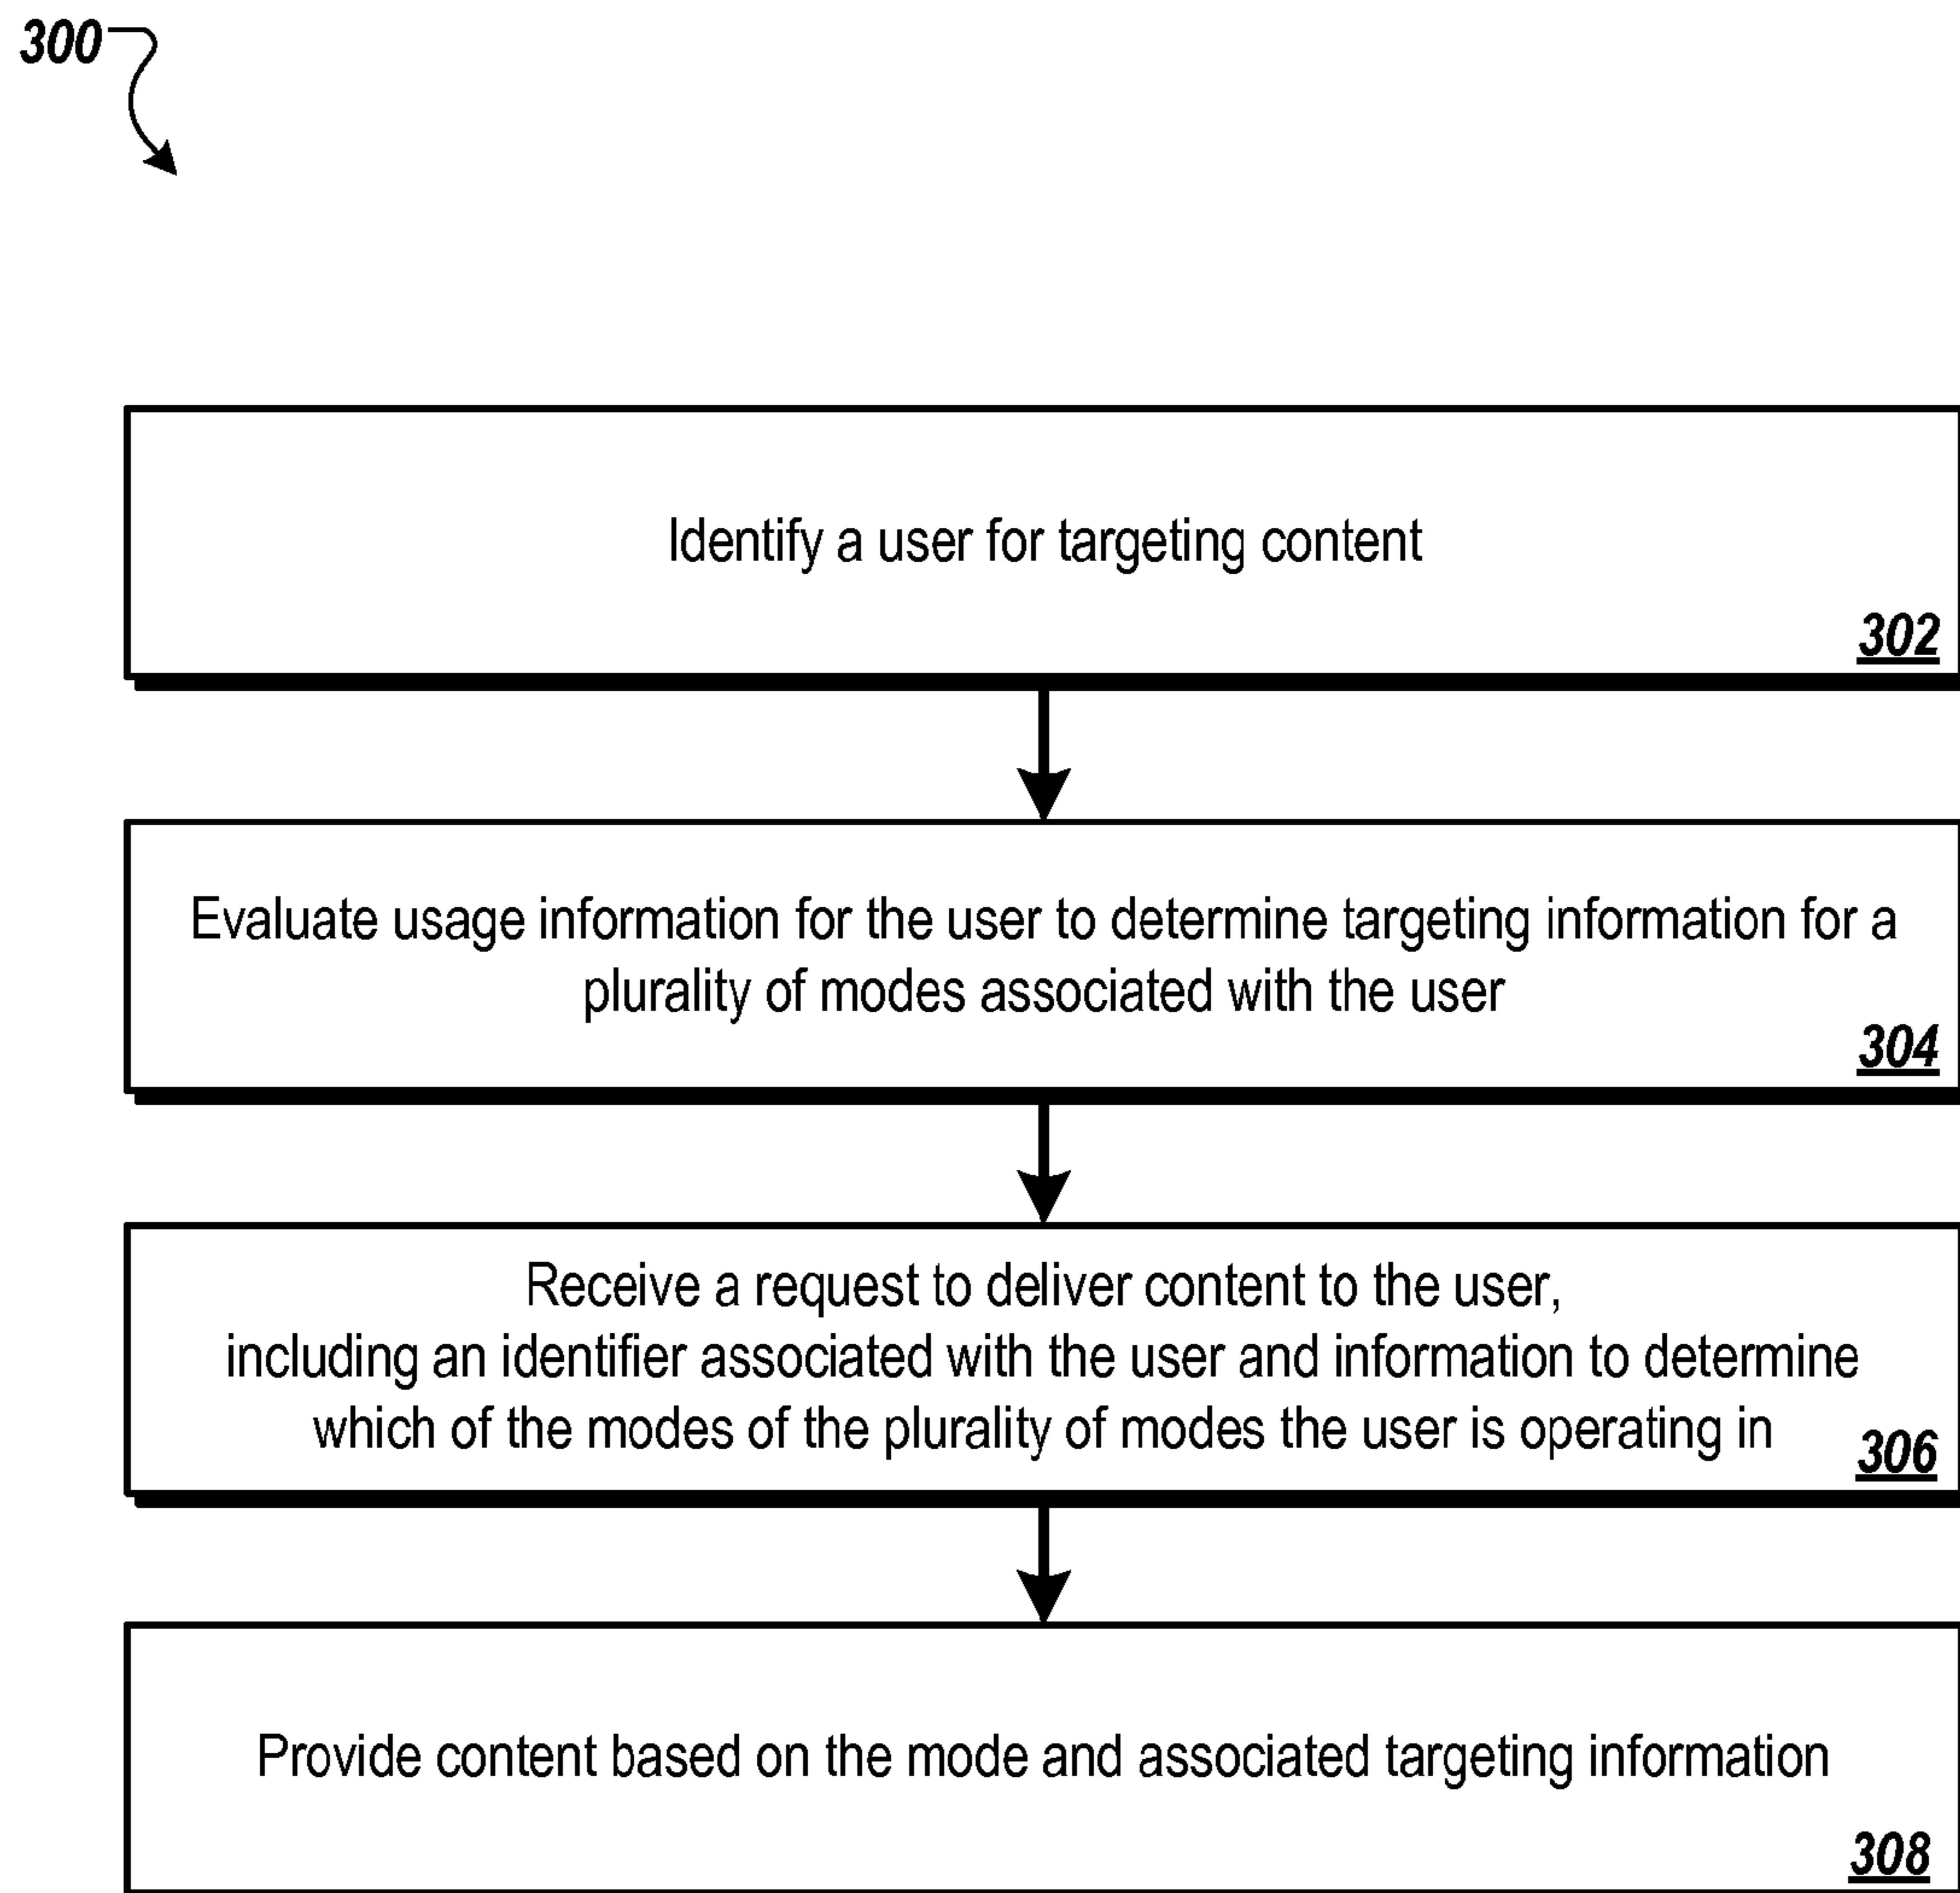 300
Identify a user for targeting content
302
Evaluate usage information for the user to determine targeting information for a
plurality of modes associated with the user
304
Receive a request to deliver content to the user,
including an identifier associated with the user and information to determine
which of the modes of the plurality of modes the user is operating in
306
Provide content based on the mode and associated targeting information
308